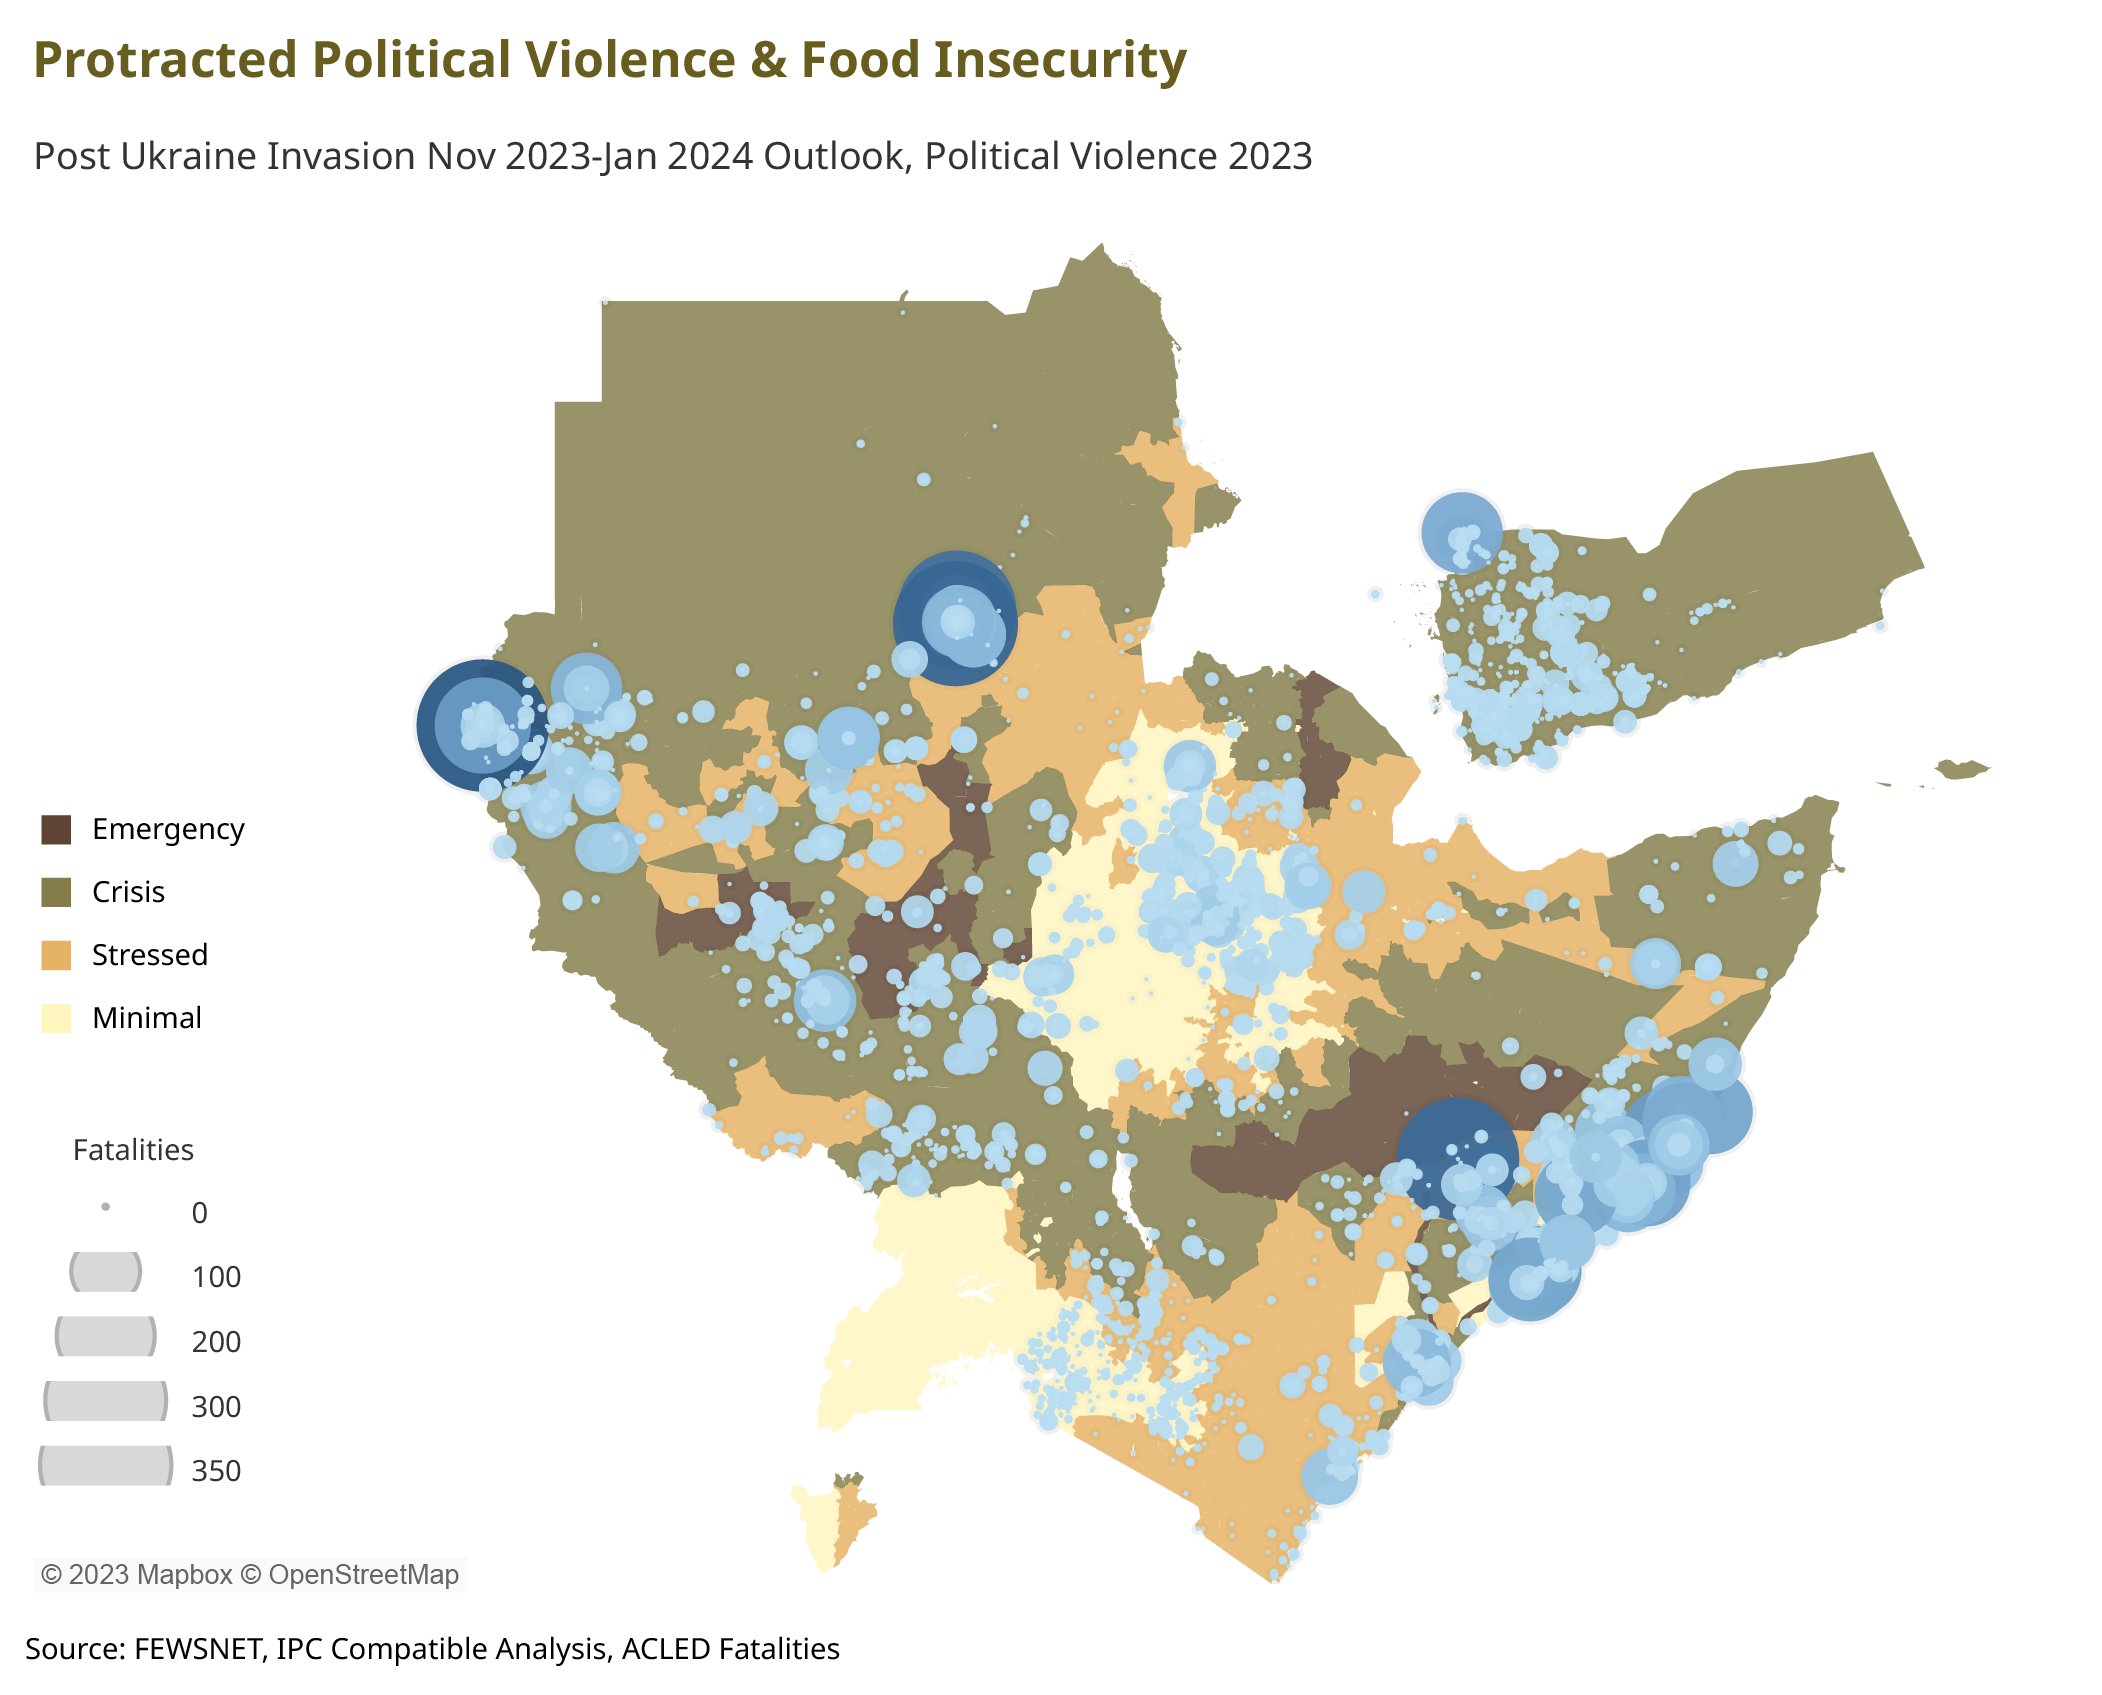 Protracted Political Violence & Food Insecurity
Post Ukraine Invasion Nov 2023-Jan 2024 Outlook, Political Violence 2023
Emergency
Crisis
Stressed
Minimal
Fatalities
0
100
200
300
350
© 2023 Mapbox © OpenStreetMap
Source: FEWSNET, IPC Compatible Analysis, ACLED Fatalities